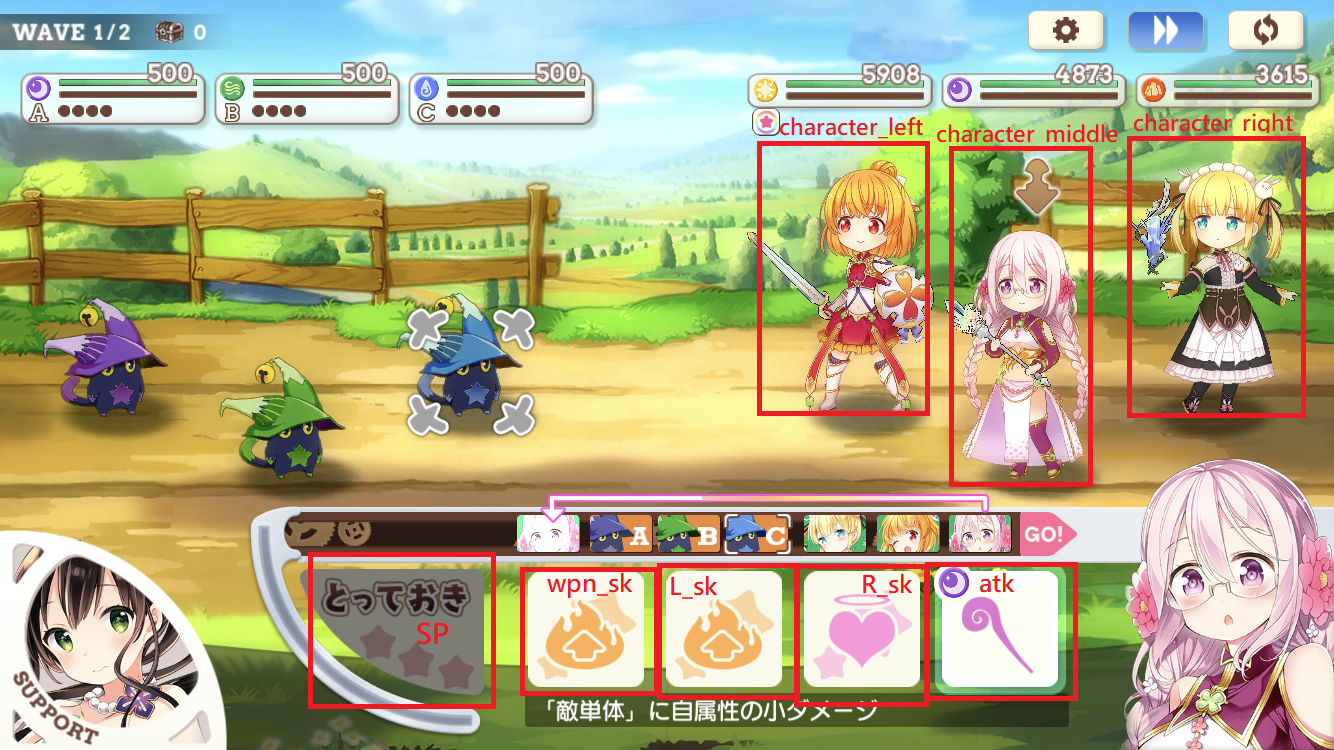 WAVE 1/2 0
500 500 500 5908 4873 3615
A B C
character_left character_middle character_right
A B C GO!
とっておき
SP
wpn_sk L_sk R_sk atk
「敵単体」に自属性の小ダメージ
SUPPORT